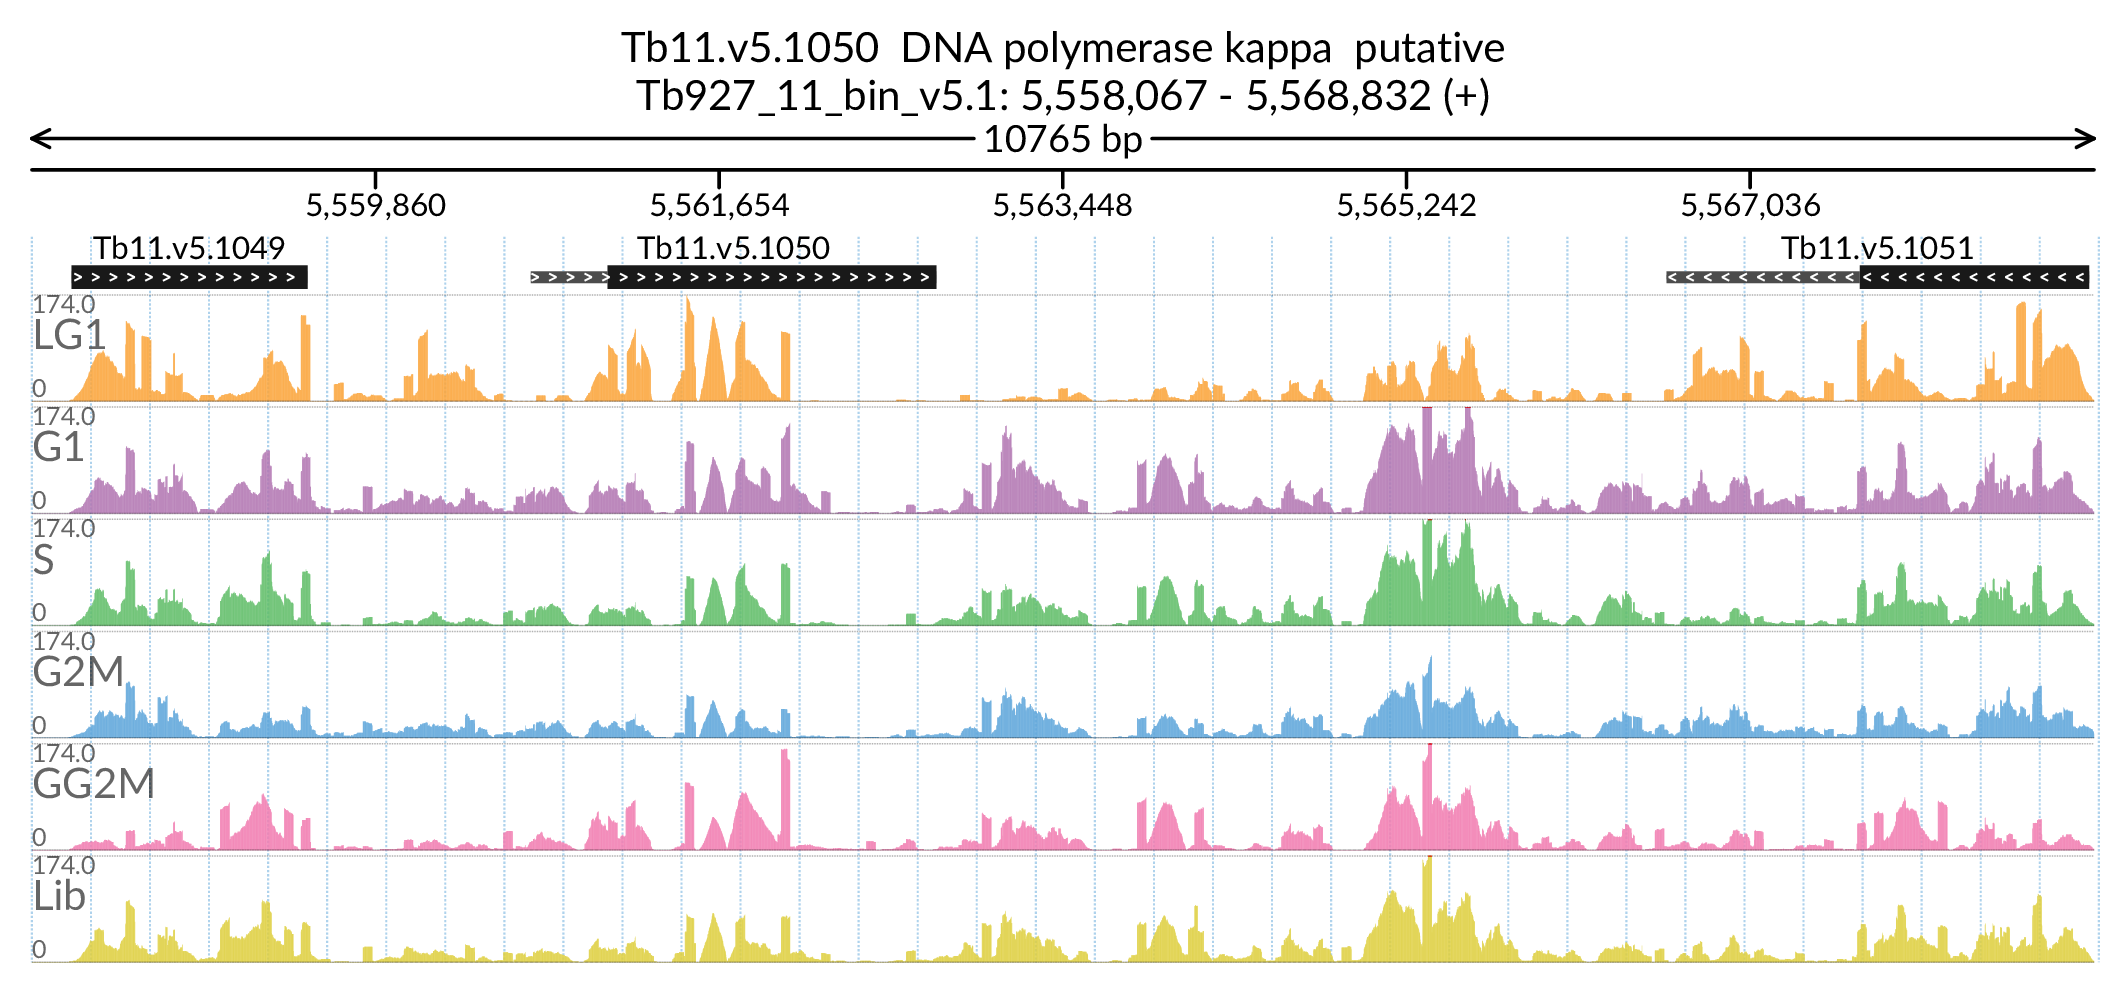 Tb11.v5.1050 DNA polymerase kappa putative
Tb927_11_bin_v5.1: 5,558,067 - 5,568,832 (+)
10765 bp
5,559,860 5,561,654 5,563,448 5,565,242 5,567,036
Tb11.v5.1049 Tb11.v5.1050 Tb11.v5.1051
174.0
LG1
0
174.0
G1
0
174.0
S
0
174.0
G2M
0
174.0
GG2M
0
174.0
Lib
0